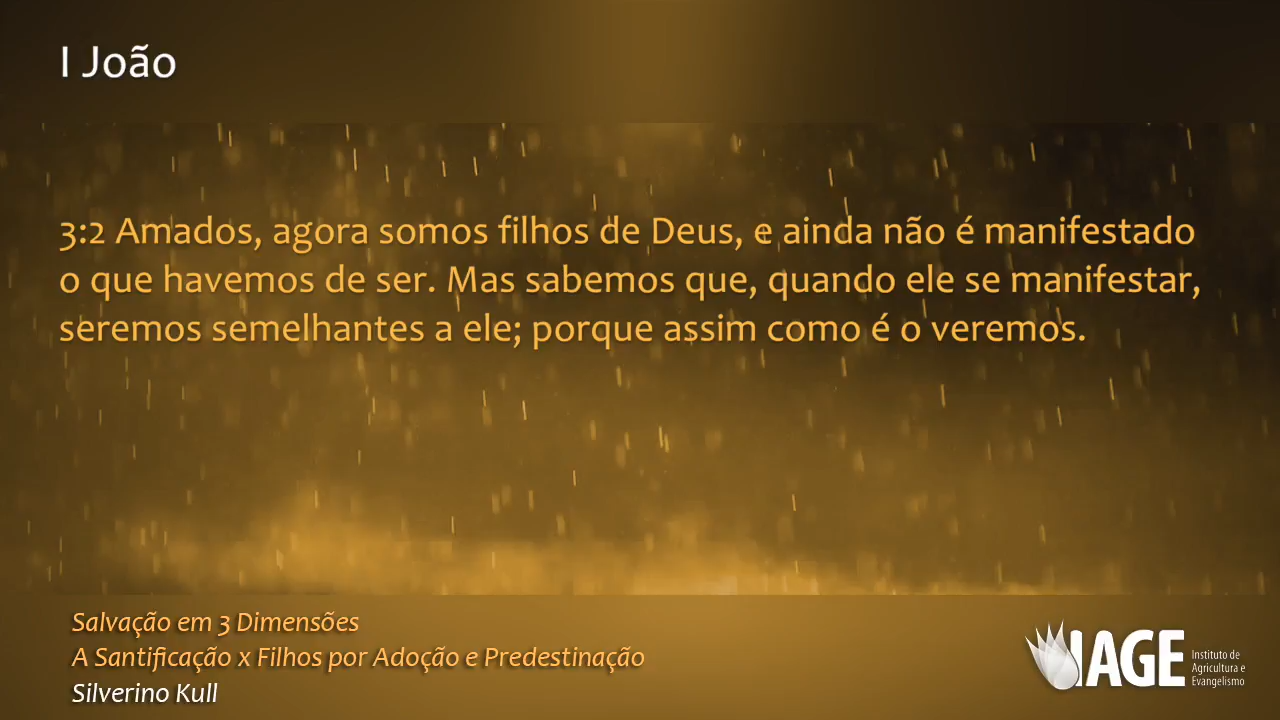 I João
3:2 Amados, agora somos filhos de Deus, e ainda não é manifestado
o que havemos de ser. Mas sabemos que, quando ele se manifestar,
seremos semelhantes a ele; porque assim como é o veremos.
Salvação em 3 Dimensões
A Santificação x Filhos por Adoção e Predestinação
Silverino Kull
IAGE
Instituto de
Agricultura e
Evangelismo